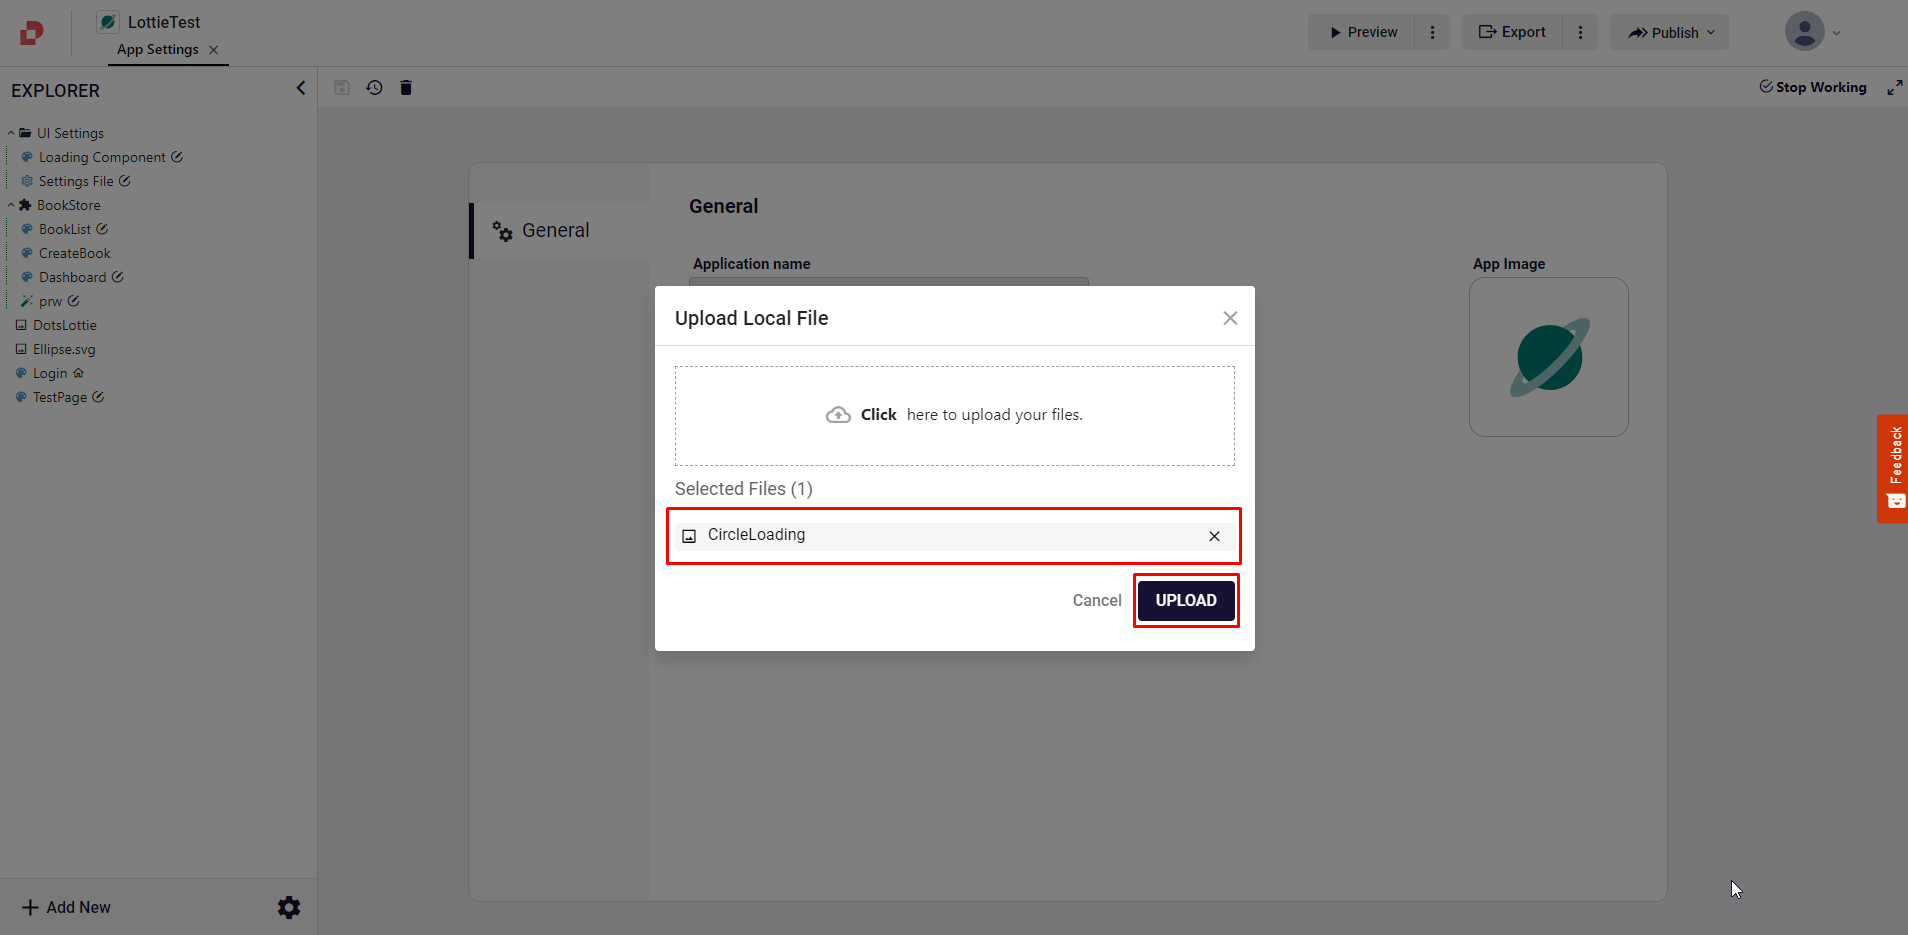 LottieTest
App Settings
Preview
Export
Publish
EXPLORER
Stop Working
UI Settings
Loading Component
Settings File
BookStore
BookList
CreateBook
Dashboard
prw
DotsLottie
Ellipse.svg
Login
TestPage
General
General
Application name
App Image
Upload Local File
Click here to upload your files.
Selected Files (1)
CircleLoading
Cancel
UPLOAD
Feedback
Add New